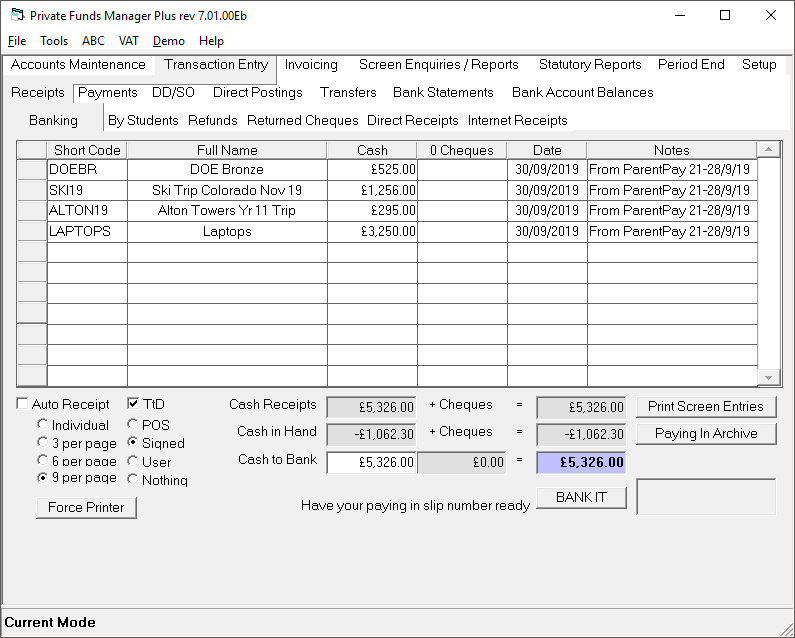 Private Funds Manager Plus rev 7.01.00Eb
File Tools ABC VAT Demo Help
Accounts Maintenance Transaction Entry Invoicing Screen Enquiries / Reports Statutory Reports Period End Setup
Receipts Payments DD/SO Direct Postings Transfers Bank Statements Bank Account Balances
Banking By Students Refunds Returned Cheques Direct Receipts Internet Receipts
Short Code Full Name Cash 0 Cheques Date Notes
DOEBR DOE Bronze £525.00 30/09/2019 From ParentPay 21-28/9/19
SKI19 Ski Trip Colorado Nov 19 £1,256.00 30/09/2019 From ParentPay 21-28/9/19
ALTON19 Alton Towers Yr 11 Trip £295.00 30/09/2019 From ParentPay 21-28/9/19
LAPTOPS Laptops £3,250.00 30/09/2019 From ParentPay 21-28/9/19
Auto Receipt TtD Cash Receipts £5,326.00 + Cheques = £5,326.00 Print Screen Entries
Individual POS
3 per page Signed Cash in Hand -£1,062.30 + Cheques = -£1,062.30 Paying In Archive
6 per page User Cash to Bank £5,326.00 £0.00 = £5,326.00
9 per page Nothing
Force Printer Have your paying in slip number ready BANK IT
Current Mode